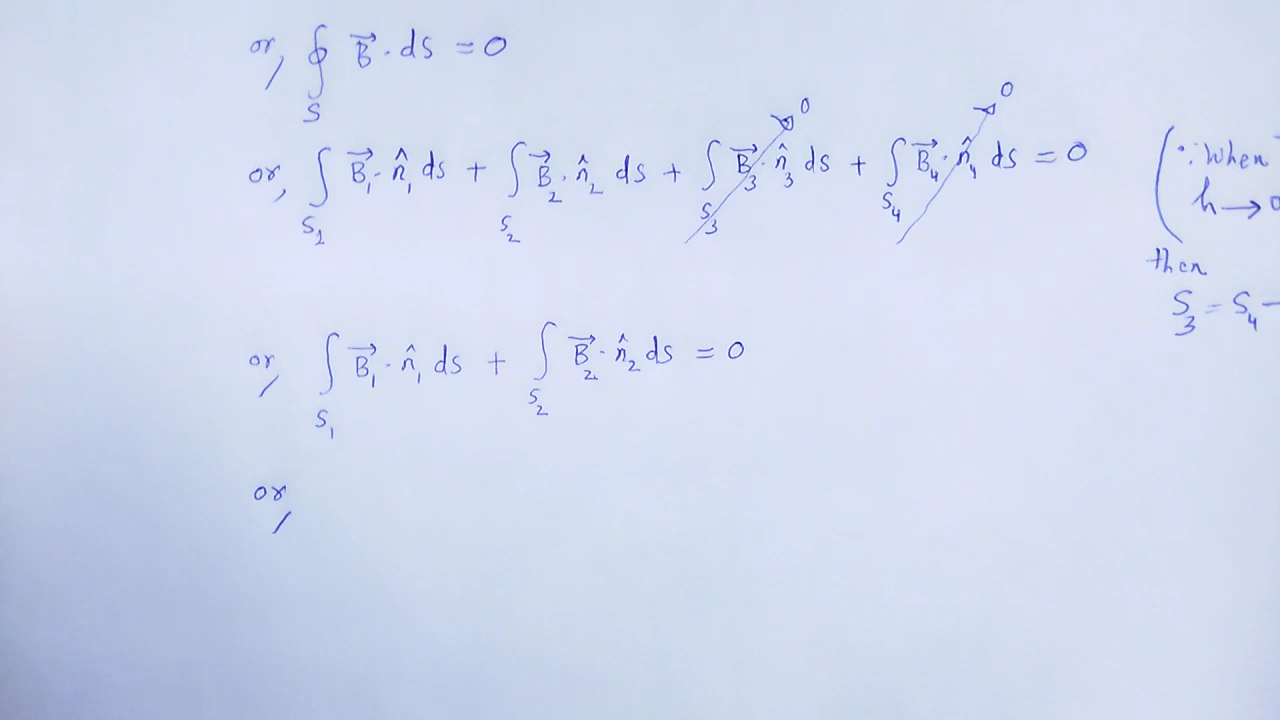 or, ∮_S B⃗ · ds = 0
or, ∫_{S_1} B⃗_1 · n̂_1 ds + ∫_{S_2} B⃗_2 · n̂_2 ds + ∫_{S_3} B⃗_3 · n̂_3 ds 0 + ∫_{S_4} B⃗_4 · n̂_4 ds 0 = 0
(∵ When
h → 0
then
S_3 = S_4
or, ∫_{S_1} B⃗_1 · n̂_1 ds + ∫_{S_2} B⃗_2 · n̂_2 ds = 0
or,